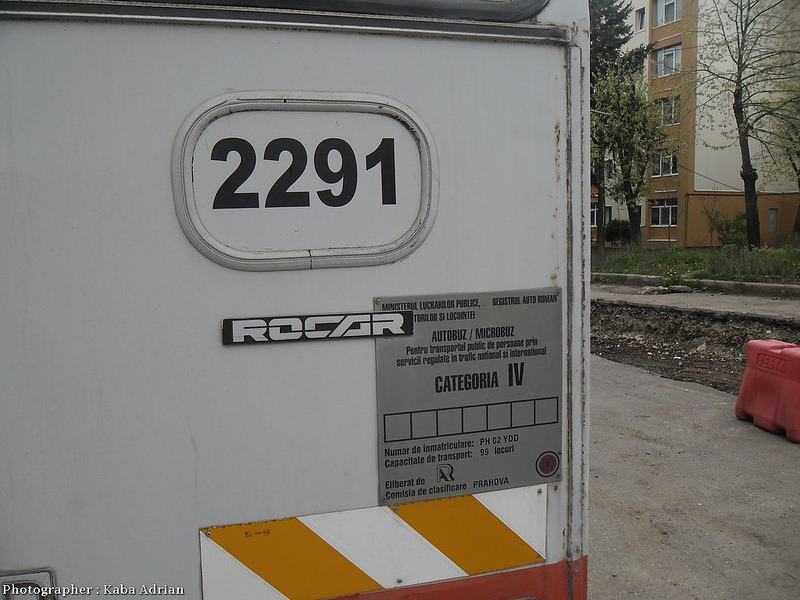 2291
ROCAR
MINISTERUL LUCRARILOR PUBLICE, REGISTRUL AUTO ROMAN
TURILOR SI LOCUINTEI
AUTOBUZ / MICROBUZ
Pentru transportul public de persoane prin
servicii regulate in trafic national si international
CATEGORIA IV
Numar de inmatriculare: PH 02 YDD
Capacitate de transport: 99 locuri
Eliberat de
Comisia de clasificare PRAHOVA
Photographer : Kaba Adrian